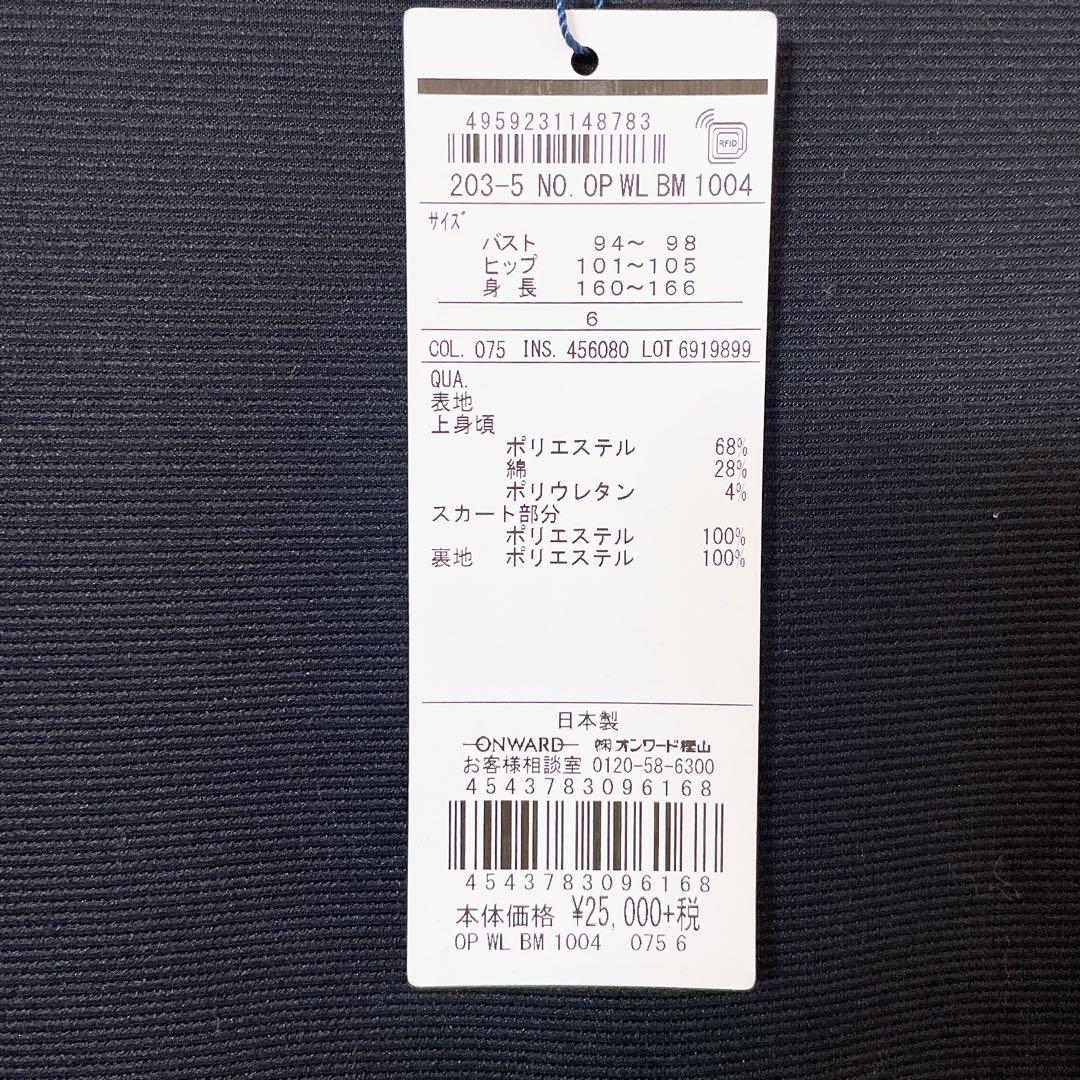 4959231148783
RFID
203-5 NO. OPWLBM1004
サイズ
バスト 94～ 98
ヒップ 101～105
身 長 160～166
6
COL. 075 INS. 456080 LOT 6919899
QUA.
表地
上身頃
ポリエステル 68%
綿 28%
ポリウレタン 4%
スカート部分
ポリエステル 100%
裏地 ポリエステル 100%
日本製
ONWARD ㈱オンワード樫山
お客様相談室 0120-58-6300
4543783096168
4543783096168
本体価格 ¥25,000+税
OP WL BM 1004 075 6